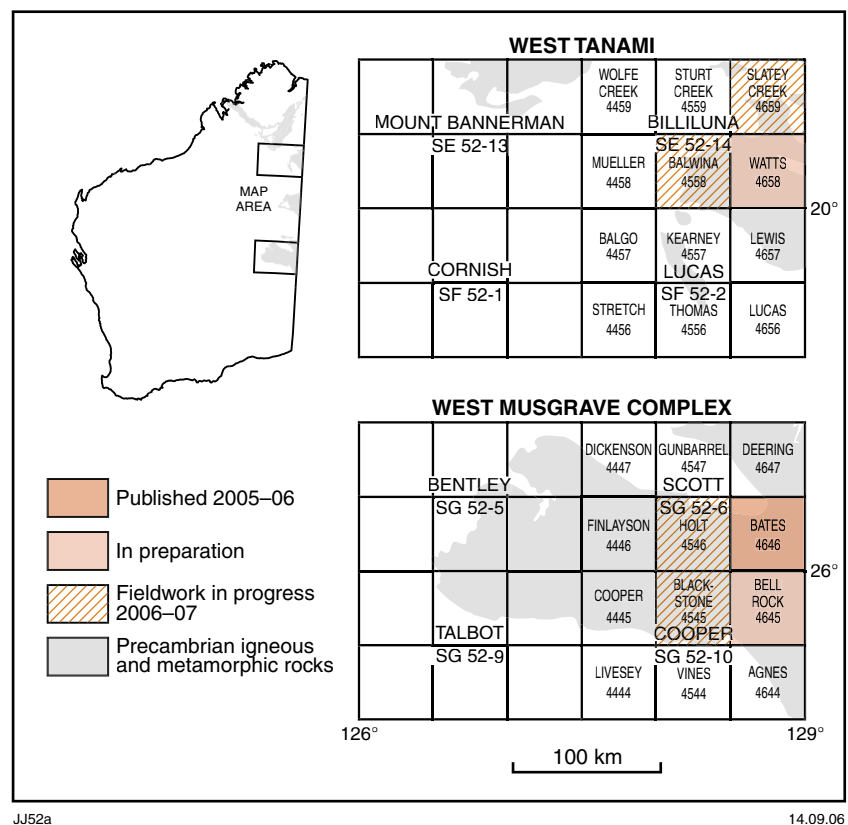 WEST TANAMI
WOLFE
CREEK
4459
STURT
CREEK
4559
SLATEY
CREEK
4659
MOUNT BANNERMAN
BILLILUNA
SE 52-13
SE 52-14
MUELLER
4458
BALWINA
4558
WATTS
4658
MAP
AREA
20°
BALGO
4457
KEARNEY
4557
LEWIS
4657
CORNISH
LUCAS
SF 52-1
SF 52-2
STRETCH
4456
THOMAS
4556
LUCAS
4656
WEST MUSGRAVE COMPLEX
DICKENSON
4447
GUNBARREL
4547
DEERING
4647
BENTLEY
SCOTT
SG 52-5
SG 52-6
FINLAYSON
4446
HOLT
4546
BATES
4646
26°
COOPER
4445
BLACK-
STONE
4545
BELL
ROCK
4645
TALBOT
COOPER
SG 52-9
SG 52-10
LIVESEY
4444
VINES
4544
AGNES
4644
126°
129°
100 km
Published 2005–06
In preparation
Fieldwork in progress
2006–07
Precambrian igneous
and metamorphic rocks
JJ52a
14.09.06